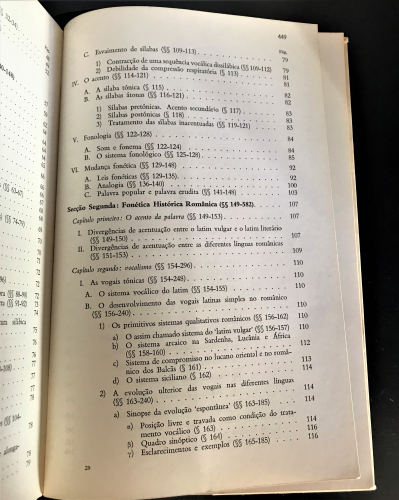 449
Pág.
C. Esvaimento de sílabas (§§ 109-113) 79
1) Contracção de uma sequência vocálica dissilábica (§§ 109-112) 79
2) Debilidade da compressão respiratória (§ 113) 81
IV. O acento (§§ 114-121) 81
A. A sílaba tónica (§ 115) 82
B. As sílabas átonas (§§ 116-121) 82
1) Sílabas pretónicas. Acento secundário (§ 117) 83
2) Sílabas postónicas (§ 118) 83
3) Tratamento das sílabas inacentuadas (§§ 119-121) 83
V. Fonologia (§§ 122-128) 84
A. Som e fonema (§§ 122-124) 84
B. O sistema fonológico (§§ 125-128) 85
VI. Mudança fonética (§§ 129-148) 92
A. Leis fonéticas (§§ 129-135) 92
B. Analogia (§§ 136-140) 100
C. Palavra popular e palavra erudita (§§ 141-148) 103
Secção Segunda: Fonética Histórica Românica (§§ 149-582) 107
Capítulo primeiro: O acento da palavra (§§ 149-153) 107
I. Divergências de acentuação entre o latim vulgar e o latim literário
(§§ 149-150) 107
II. Divergências de acentuação entre as diferentes línguas românicas
(§§ 151-153) 109
Capítulo segundo: vocalismo (§§ 154-296) 110
I. As vogais tónicas (§§ 154-248) 110
A. O sistema vocálico do latim (§§ 154-155) 110
B. O desenvolvimento das vogais latinas simples no românico
(§§ 156-240) 110
1) Os primitivos sistemas qualitativos românicos (§§ 156-162) 110
a) O assim chamado sistema do 'latim vulgar' (§§ 156-157) 110
b) O sistema arcaico na Sardenha, Lucânia e África
(§§ 158-160) 112
c) Sistema de compromisso no lucano oriental e no romá-
nico dos Balcãs (§ 161) 113
d) O sistema siciliano (§ 162) 114
2) A evolução ulterior das vogais nas diferentes línguas
(§§ 163-240) 114
a) Sinopse da evolução 'espontânea' (§§ 163-185) 114
α) Posição livre e travada como condição do trata-
mento vocálico (§ 163) 114
β) Quadro sinóptico (§ 164) 116
γ) Esclarecimentos e exemplos (§§ 165-185) 116
28